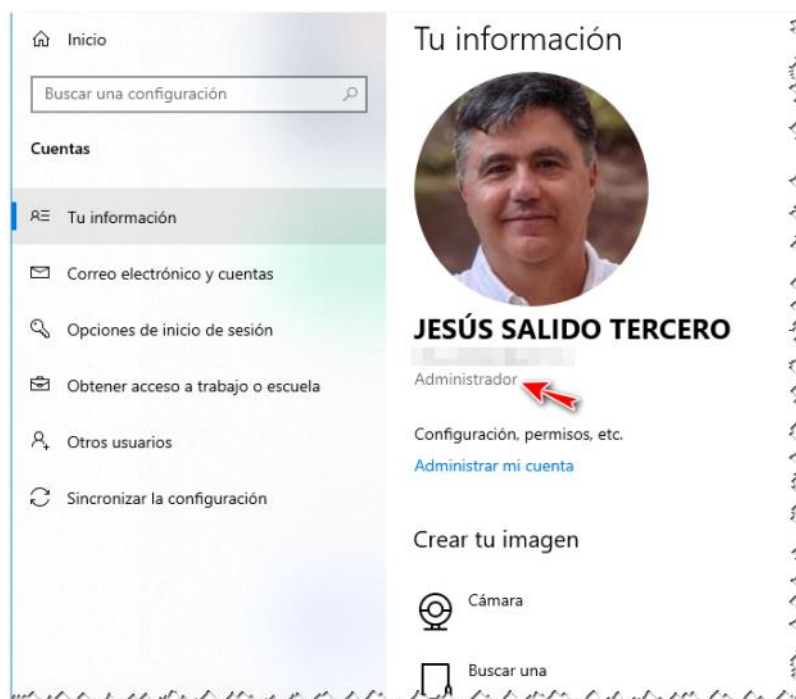 Inicio
Buscar una configuración
Cuentas
Tu información
Correo electrónico y cuentas
Opciones de inicio de sesión
Obtener acceso a trabajo o escuela
Otros usuarios
Sincronizar la configuración
Tu información
JESÚS SALIDO TERCERO
Administrador
Configuración, permisos, etc.
Administrar mi cuenta
Crear tu imagen
Cámara
Buscar una